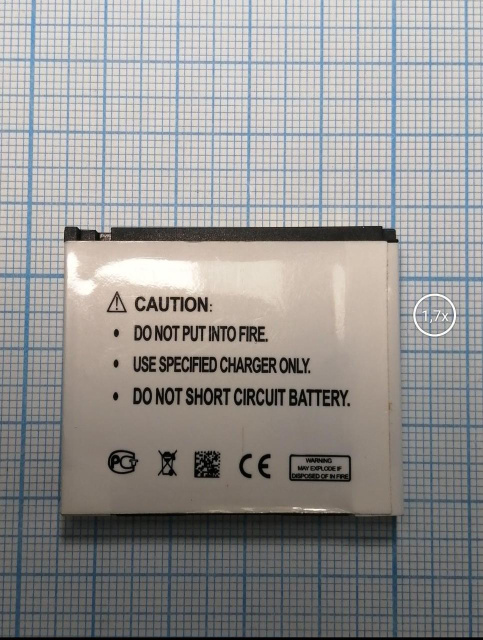 CAUTION:
• DO NOT PUT INTO FIRE.
• USE SPECIFIED CHARGER ONLY.
• DO NOT SHORT CIRCUIT BATTERY.
1,7x
РСТ
CE
WARNING
MAY EXPLODE IF
DISPOSED OF IN FIRE